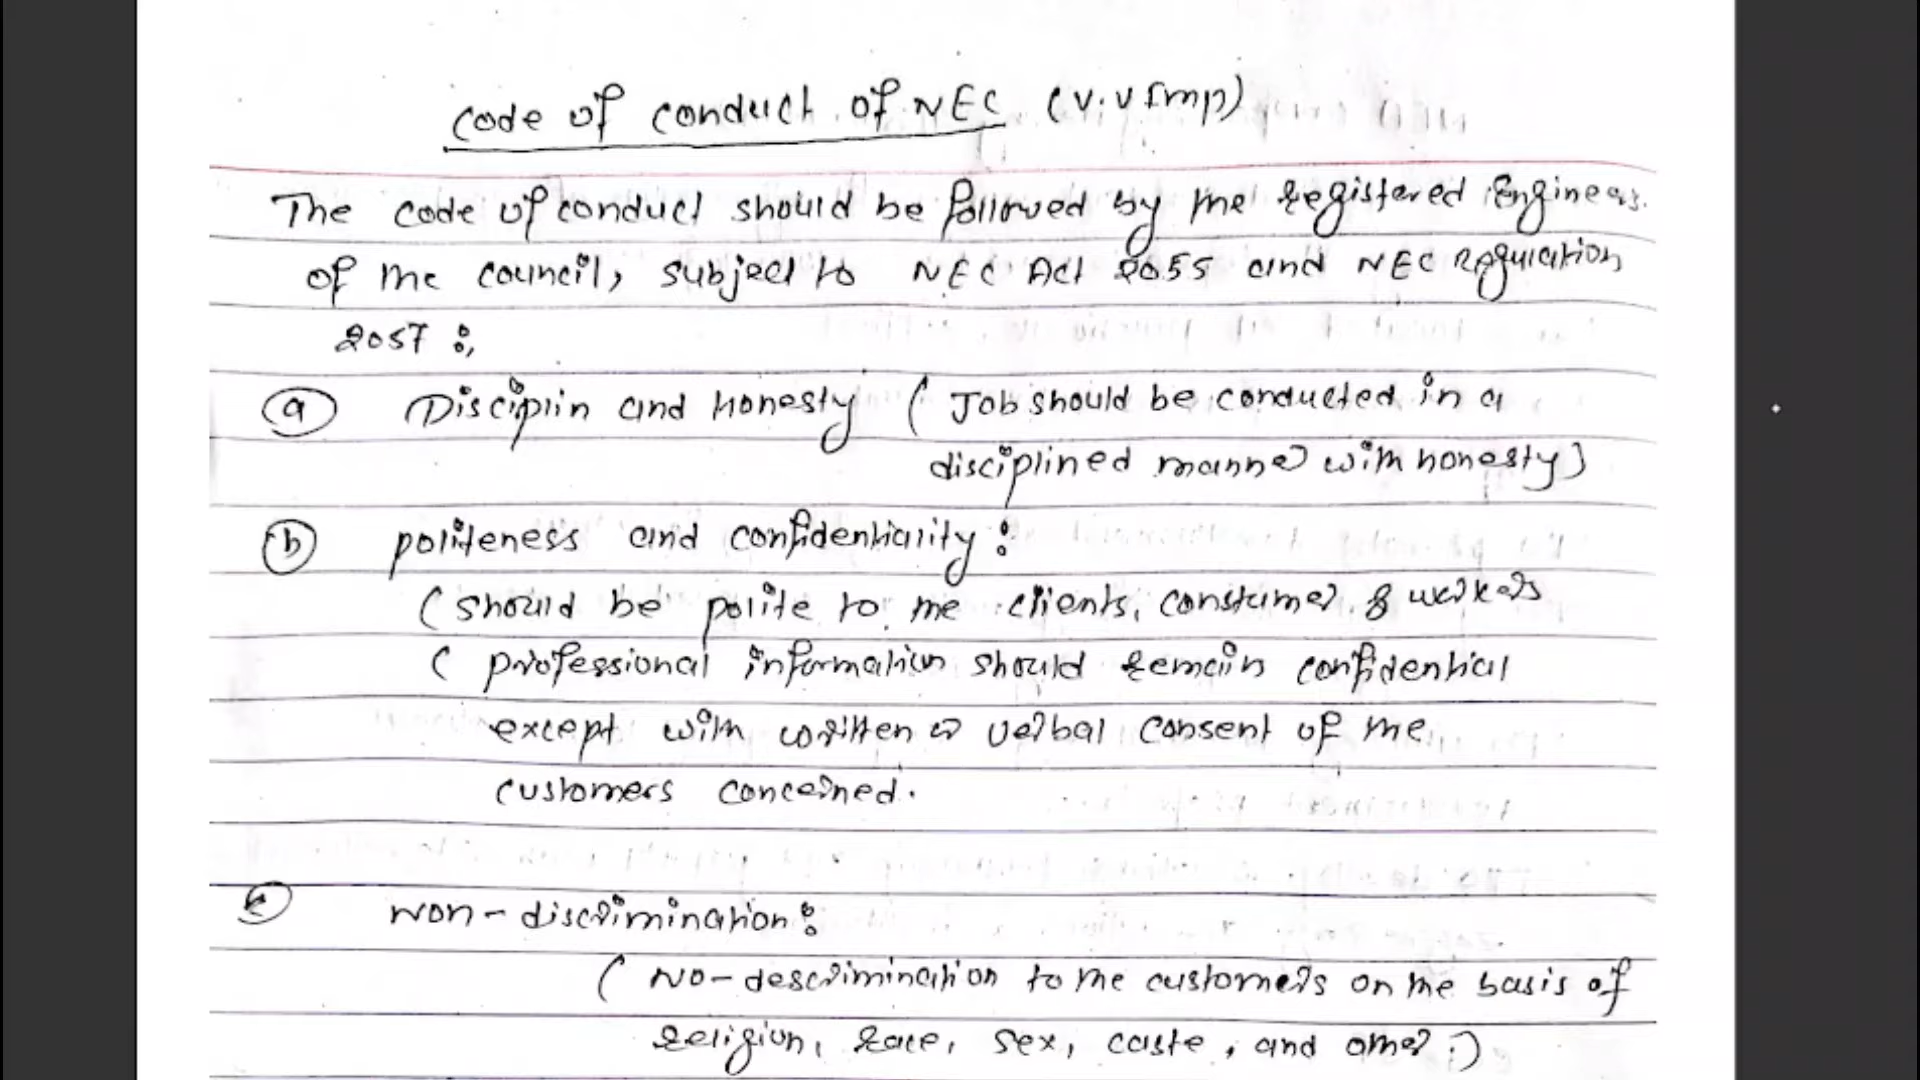 Code of conduct of NEC (V.V Imp)
The code of conduct should be followed by the registered Engineers.
of the council, subject to NEC Act 2055 and NEC Regulation
2057 :,
(a) Disciplin and Honesty ( Job should be conducted in a
disciplined manner with honesty)
(b) politeness and confidentiality :
( should be polite to the clients, constumer & workers
( professional information should remain confidential
except with written or verbal consent of the
customers concerned.
(c) Non-discrimination :
( No-descrimination to the customers on the basis of
religion, race, sex, caste, and other .)